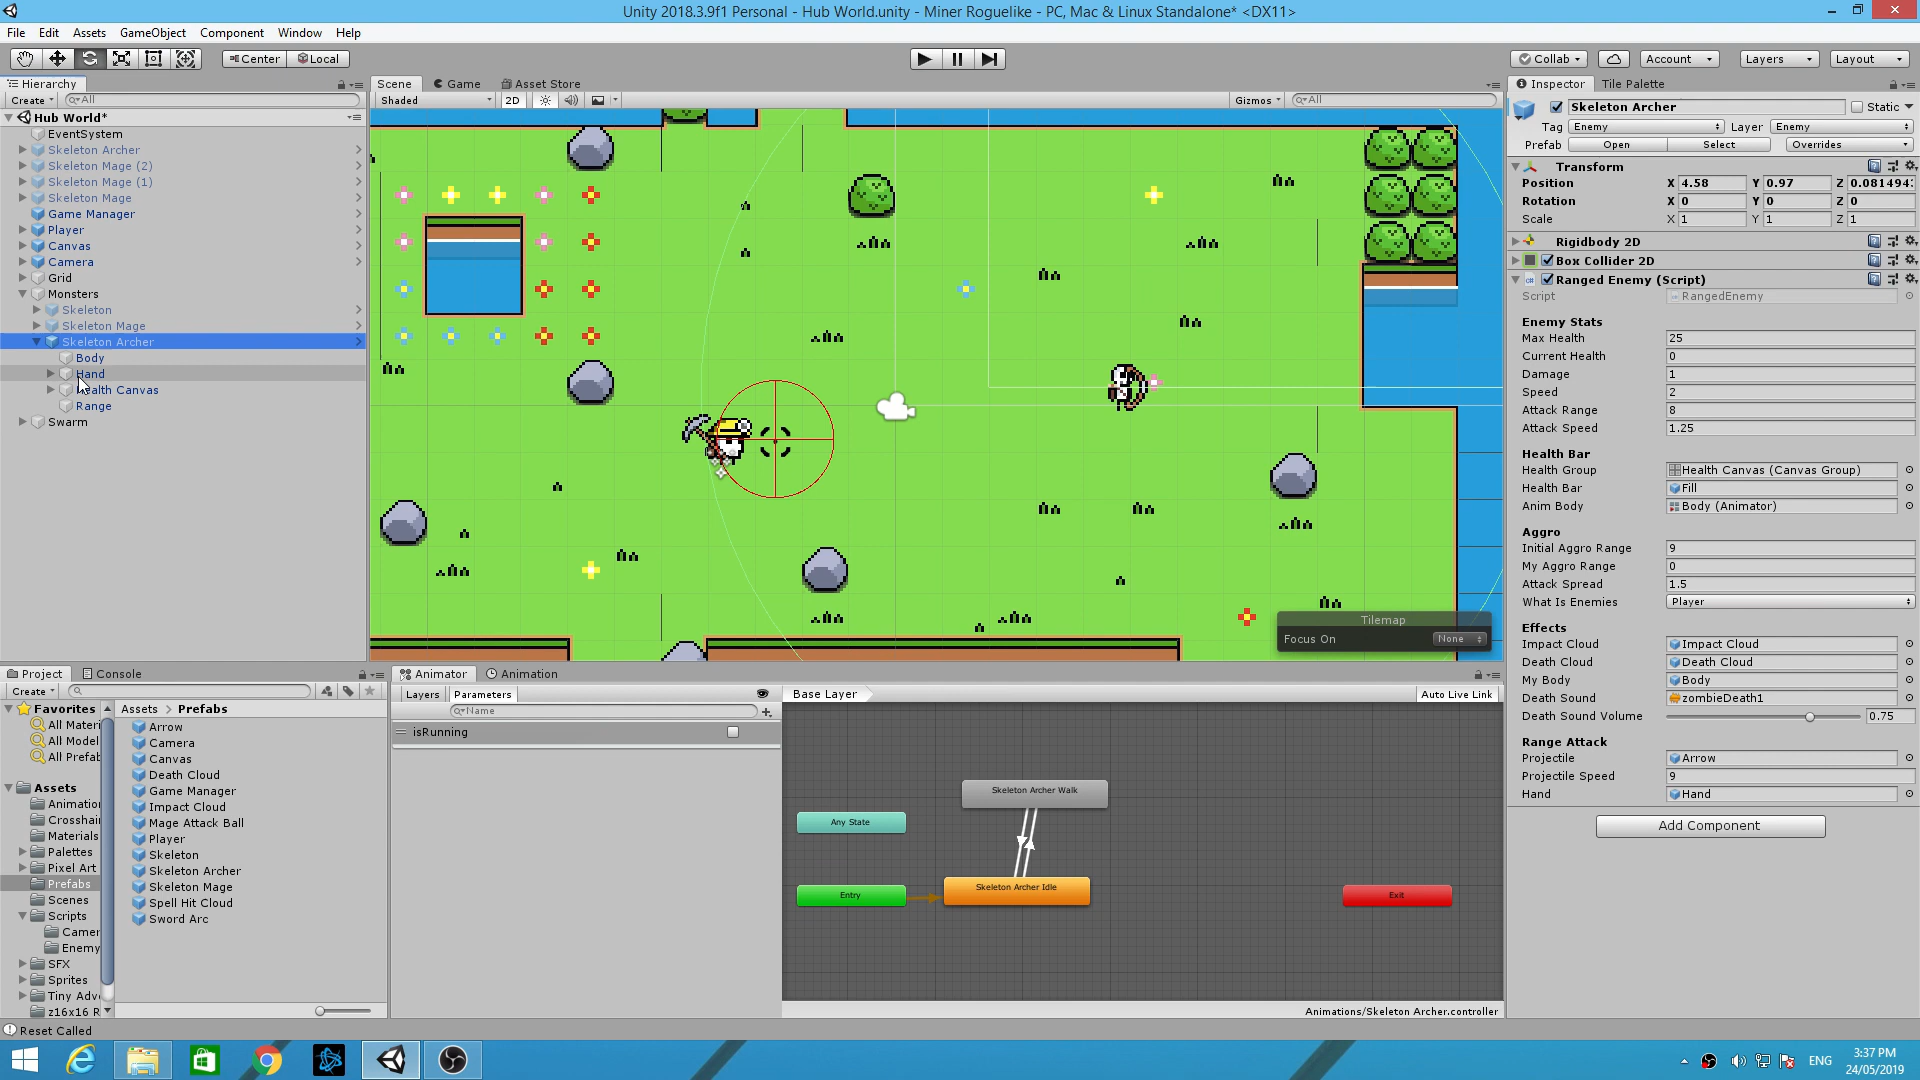 Unity 2018.3.9f1 Personal - Hub World.unity - Miner Roguelike - PC, Mac & Linux Standalone* <DX11>
File Edit Assets GameObject Component Window Help
Center Local
Collab Account Layers Layout
Hierarchy
Create All
Hub World*
EventSystem
Skeleton Archer
Skeleton Mage (2)
Skeleton Mage (1)
Skeleton Mage
Game Manager
Player
Canvas
Camera
Grid
Monsters
Skeleton
Skeleton Mage
Skeleton Archer
Body
Hand
Health Canvas
Range
Swarm
Scene Game Asset Store
Shaded 2D Gizmos All
Tilemap
Focus On None
Inspector Tile Palette
Skeleton Archer Static
Tag Enemy Layer Enemy
Prefab Open Select Overrides
Transform
Position X 4.58 Y 0.97 Z 0.081494
Rotation X 0 Y 0 Z 0
Scale X 1 Y 1 Z 1
Rigidbody 2D
Box Collider 2D
Ranged Enemy (Script)
Script RangedEnemy
Enemy Stats
Max Health 25
Current Health 0
Damage 1
Speed 2
Attack Range 8
Attack Speed 1.25
Health Bar
Health Group Health Canvas (Canvas Group)
Health Bar Fill
Anim Body Body (Animator)
Aggro
Initial Aggro Range 9
My Aggro Range 0
Attack Spread 1.5
What Is Enemies Player
Effects
Impact Cloud Impact Cloud
Death Cloud Death Cloud
My Body Body
Death Sound zombieDeath1
Death Sound Volume 0.75
Range Attack
Projectile Arrow
Projectile Speed 9
Hand Hand
Add Component
Project Console
Create
Favorites
All Materi
All Model
All Prefab
Assets
Animation
Crosshai
Materials
Palettes
Pixel Art
Prefabs
Scenes
Scripts
Camer
Enemy
SFX
Sprites
Tiny Adv
z16x16 R
Assets > Prefabs
Arrow
Camera
Canvas
Death Cloud
Game Manager
Impact Cloud
Mage Attack Ball
Player
Skeleton
Skeleton Archer
Skeleton Mage
Spell Hit Cloud
Sword Arc
Animator Animation
Layers Parameters Base Layer Auto Live Link
Name
isRunning
Skeleton Archer Walk
Any State
Skeleton Archer Idle
Entry
Exit
Animations/Skeleton Archer.controller
Reset Called
ENG
3:37 PM
24/05/2019